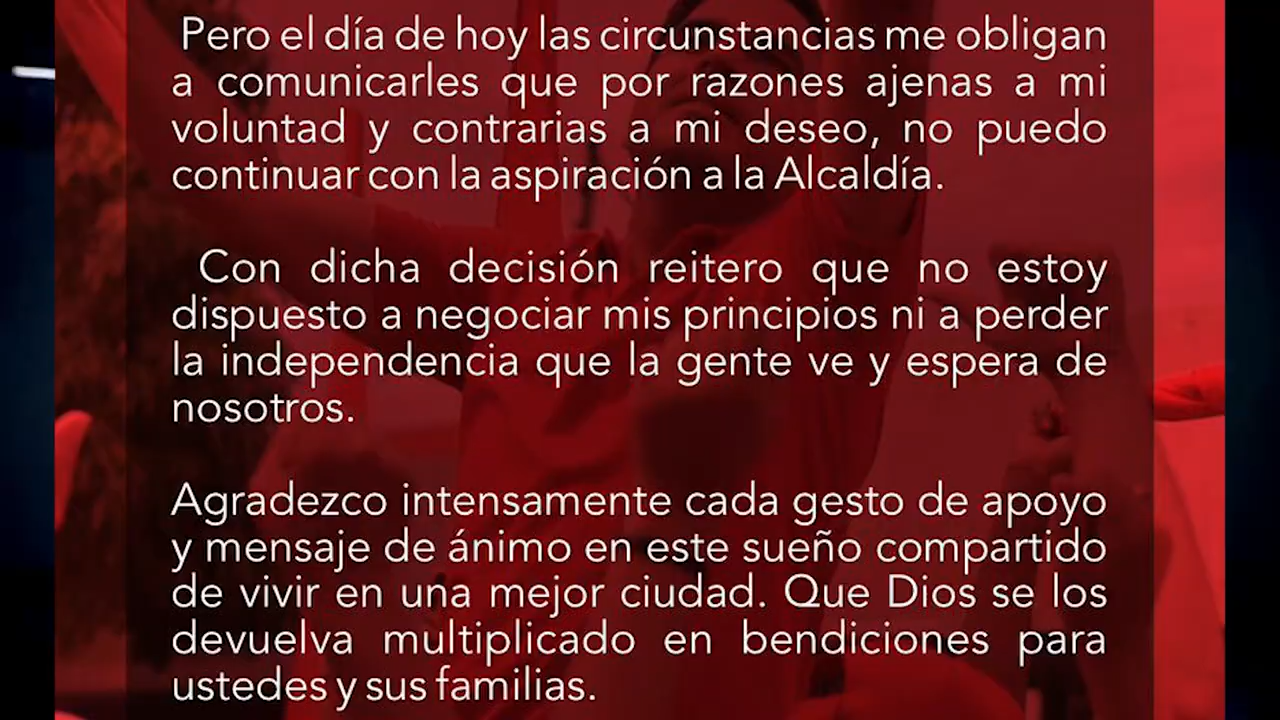 Pero el día de hoy las circunstancias me obligan
a comunicarles que por razones ajenas a mi
voluntad y contrarias a mi deseo, no puedo
continuar con la aspiración a la Alcaldía.
Con dicha decisión reitero que no estoy
dispuesto a negociar mis principios ni a perder
la independencia que la gente ve y espera de
nosotros.
Agradezco intensamente cada gesto de apoyo
y mensaje de ánimo en este sueño compartido
de vivir en una mejor ciudad. Que Dios se los
devuelva multiplicado en bendiciones para
ustedes y sus familias.